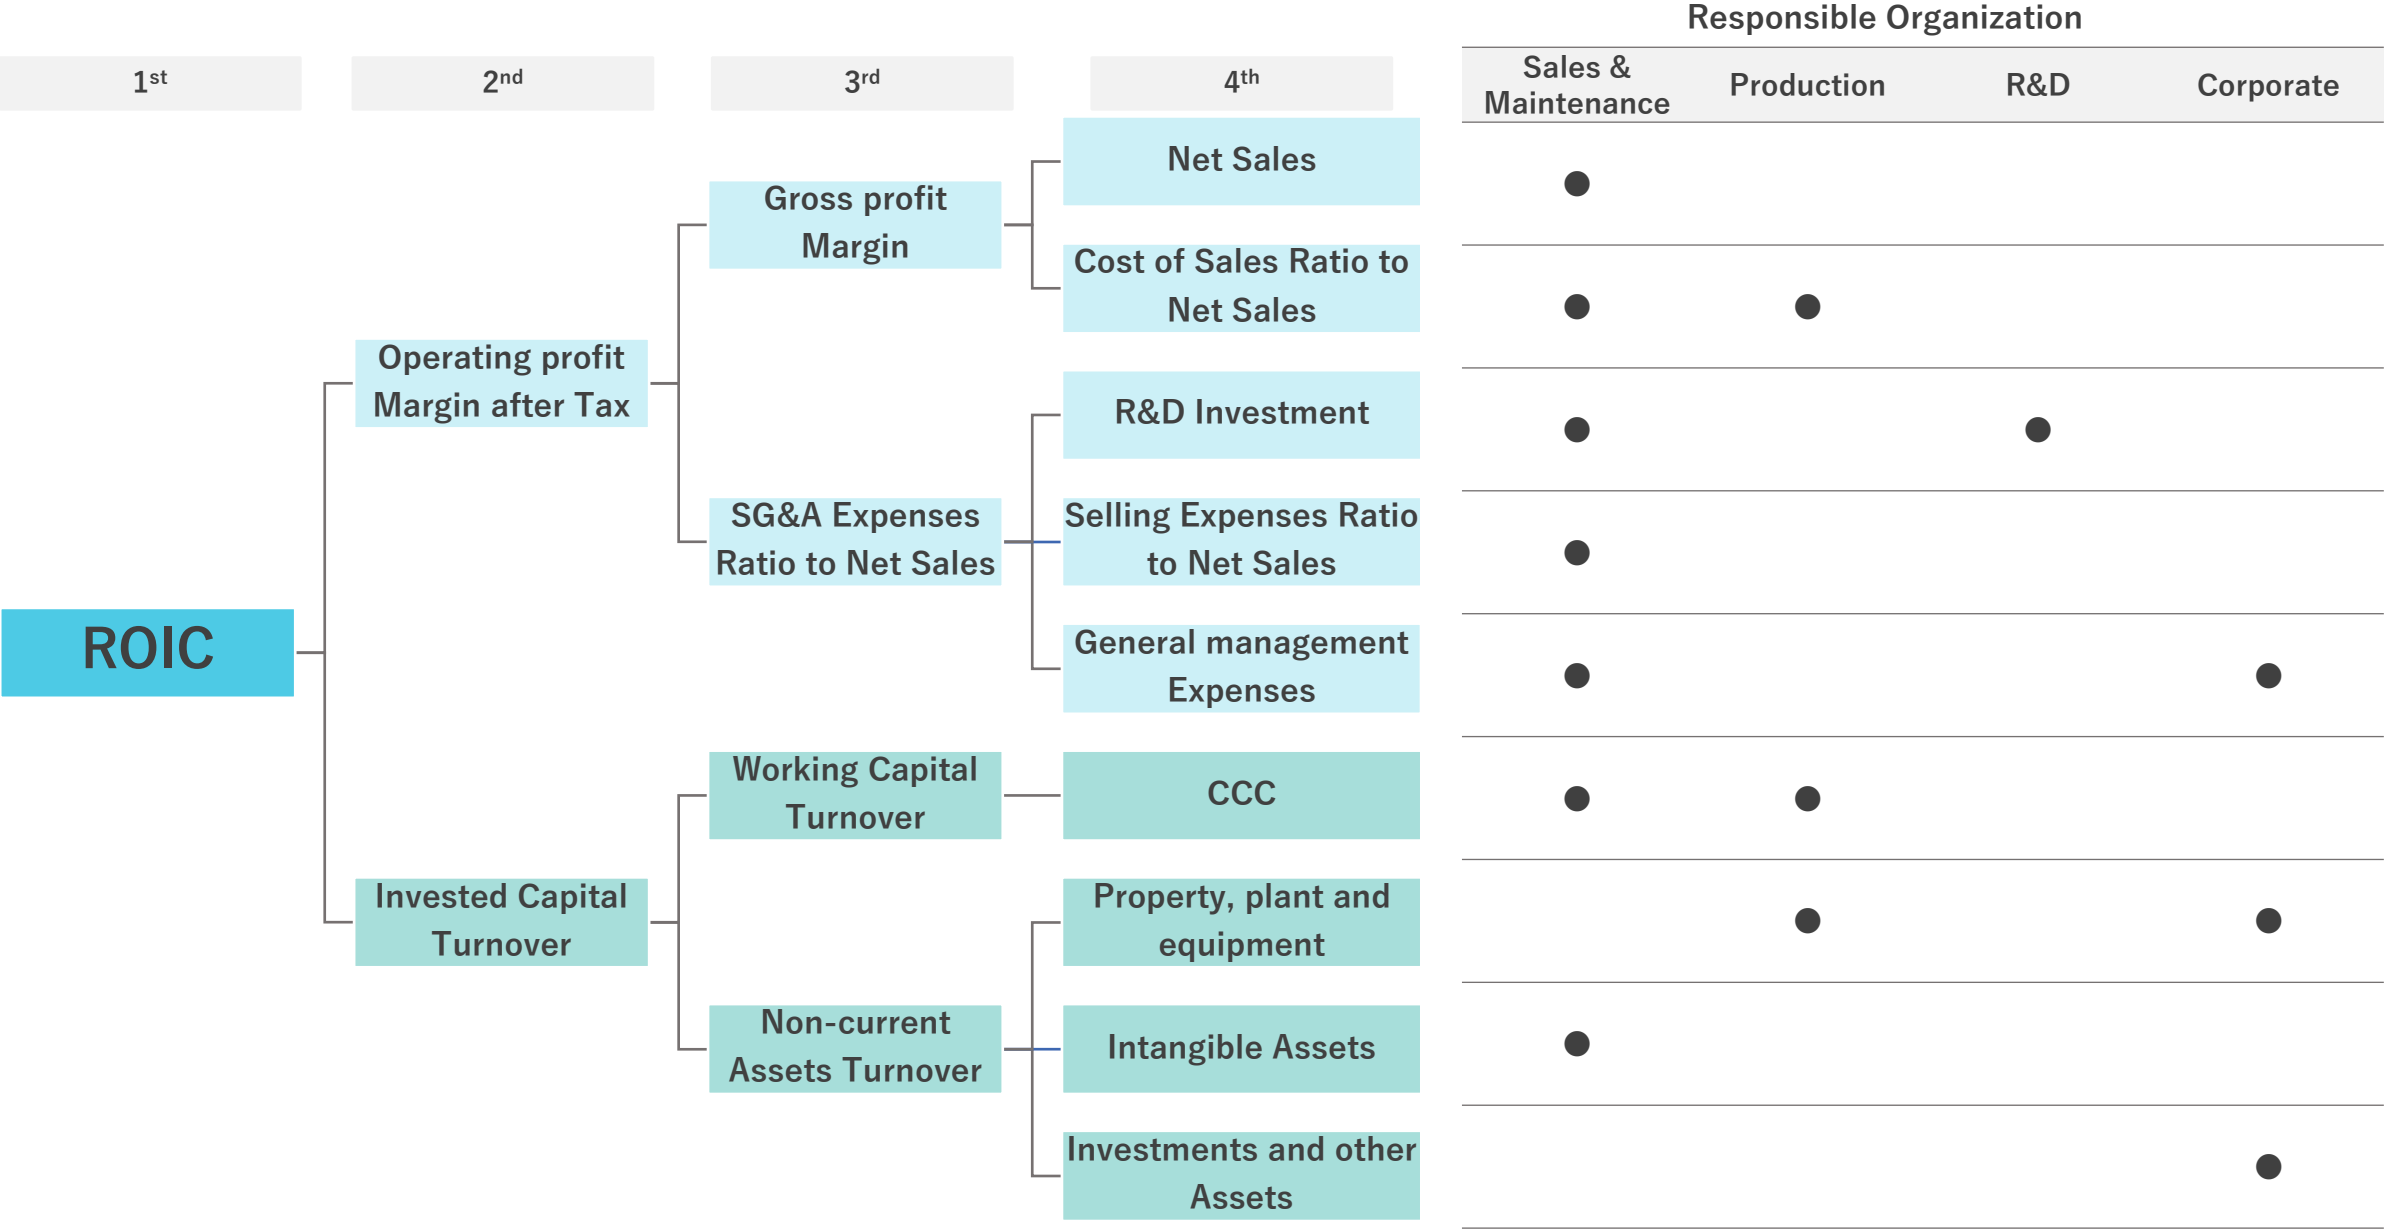 Responsible Organization
1st
2nd
3rd
4th
Sales &
Maintenance
Production
R&D
Corporate
ROIC
Operating profit
Margin after Tax
Invested Capital
Turnover
Gross profit
Margin
SG&A Expenses
Ratio to Net Sales
Working Capital
Turnover
Non-current
Assets Turnover
Net Sales
Cost of Sales Ratio to
Net Sales
R&D Investment
Selling Expenses Ratio
to Net Sales
General management
Expenses
CCC
Property, plant and
equipment
Intangible Assets
Investments and other
Assets